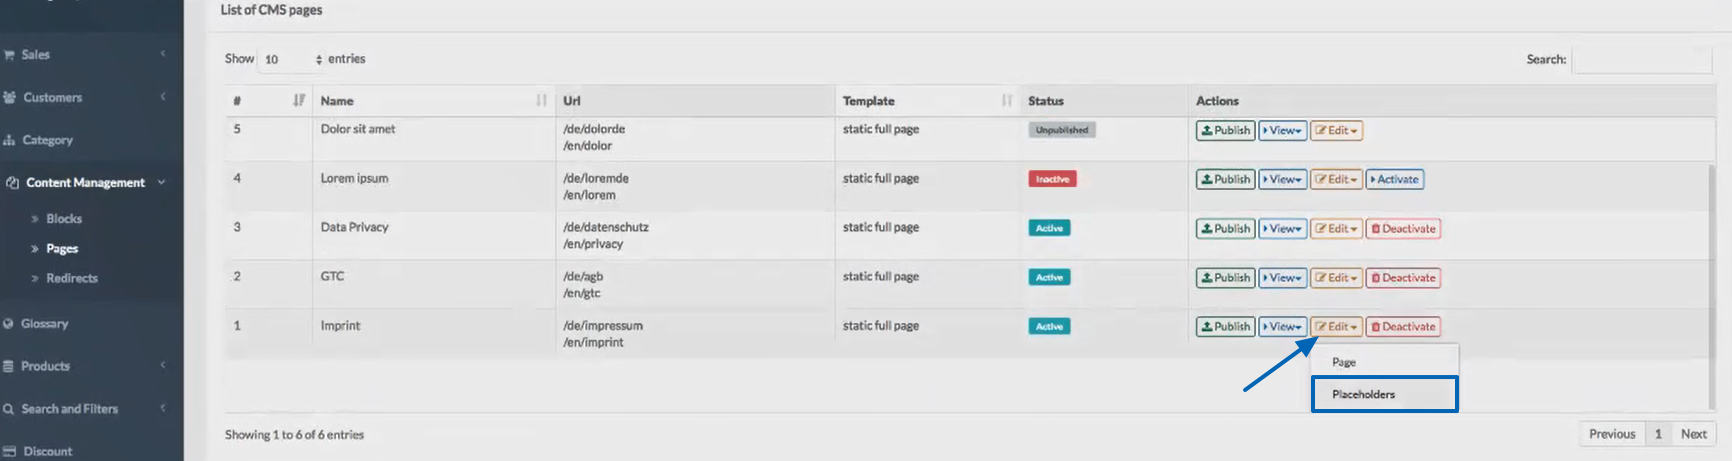 List of CMS pages
Sales
Customers
Category
Content Management
Blocks
Pages
Redirects
Glossary
Products
Search and Filters
Discount
Show 10 entries
Search:
# Name Url Template Status Actions
5 Dolor sit amet /de/dolorde static full page Unpublished Publish View Edit
/en/dolor
4 Lorem ipsum /de/loremde static full page Inactive Publish View Edit Activate
/en/lorem
3 Data Privacy /de/datenschutz static full page Active Publish View Edit Deactivate
/en/privacy
2 GTC /de/agb static full page Active Publish View Edit Deactivate
/en/gtc
1 Imprint /de/impressum static full page Active Publish View Edit Deactivate
/en/imprint
Page
Placeholders
Showing 1 to 6 of 6 entries
Previous 1 Next